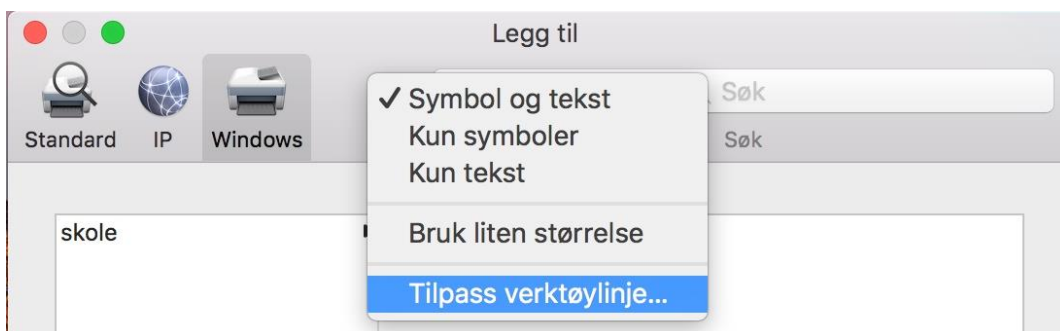 Legg til
Standard IP Windows
Søk
Søk
✓ Symbol og tekst
Kun symboler
Kun tekst
Bruk liten størrelse
Tilpass verktøylinje...
skole